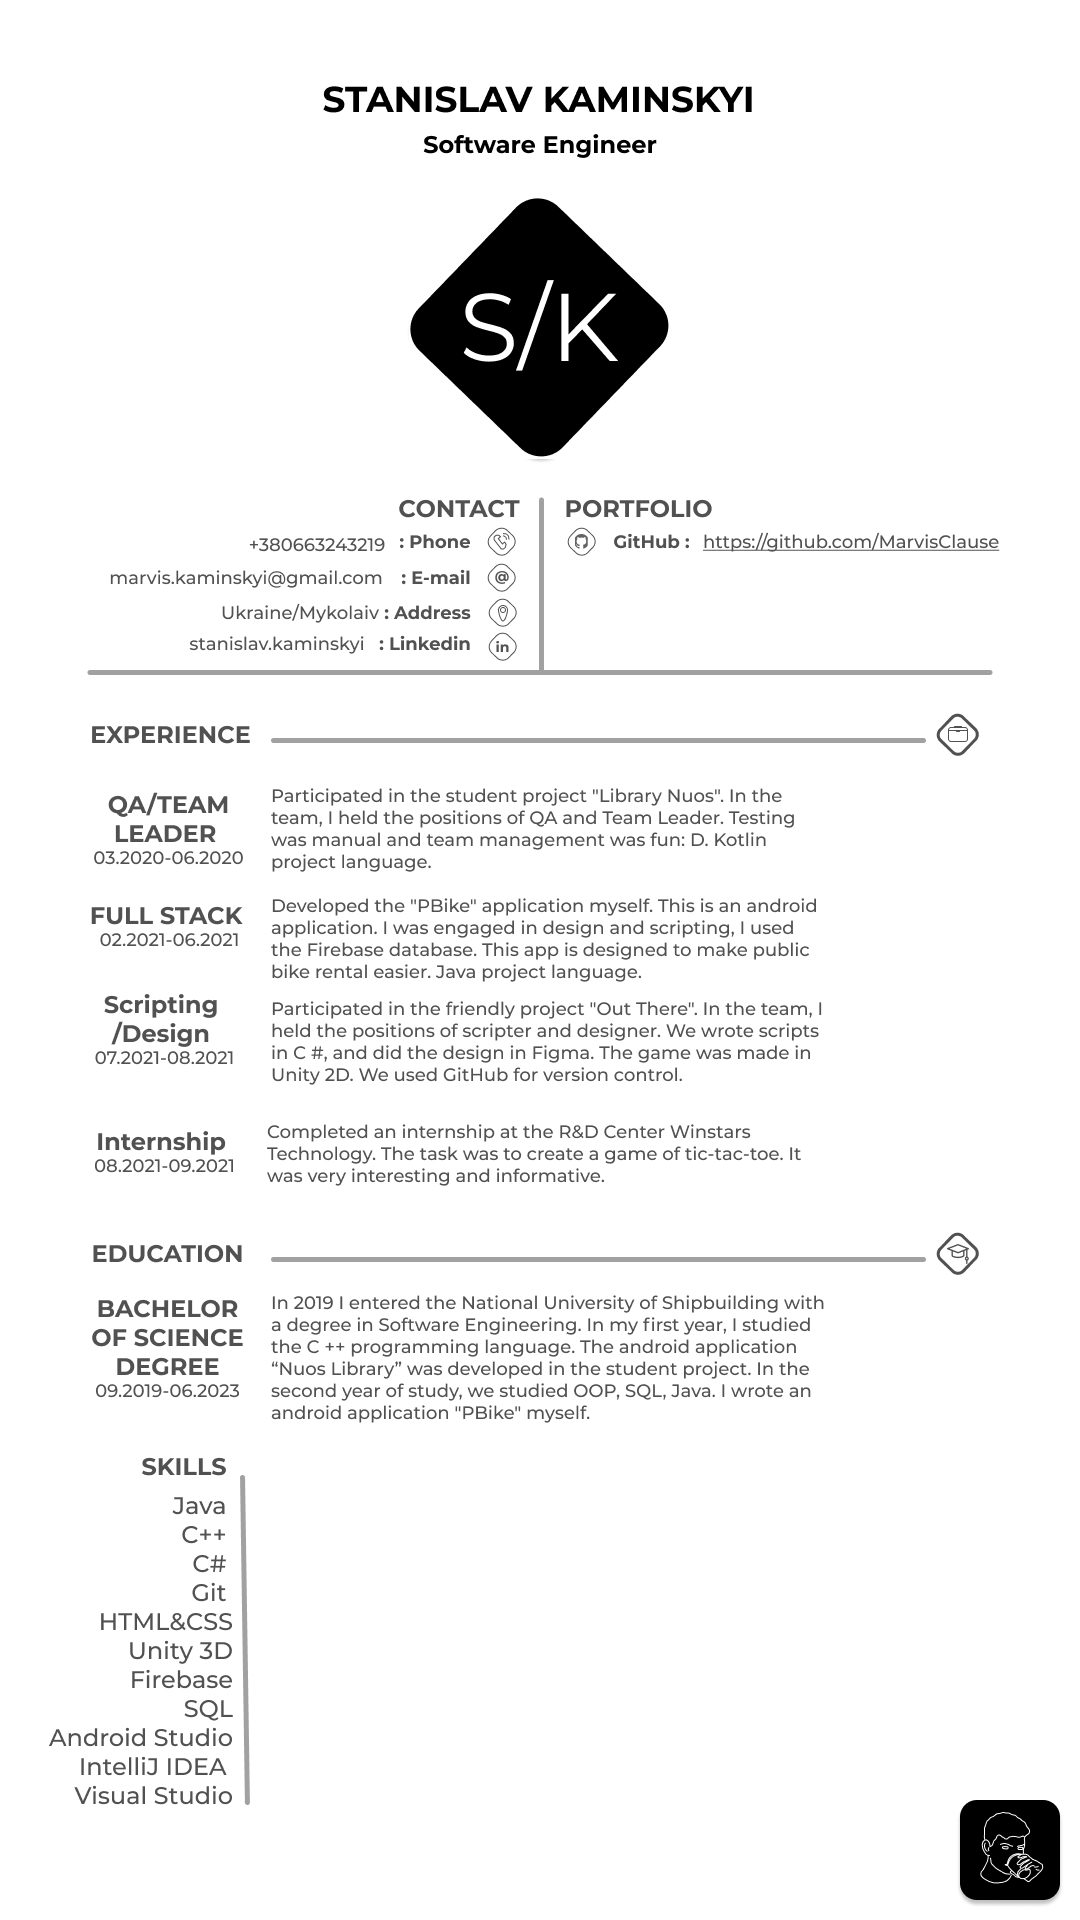 STANISLAV KAMINSKYI
Software Engineer
S/K
CONTACT
+380663243219 : Phone
marvis.kaminskyi@gmail.com : E-mail
@
Ukraine/Mykolaiv : Address
stanislav.kaminskyi : Linkedin
in
PORTFOLIO
GitHub : https://github.com/MarvisClause
EXPERIENCE
QA/TEAM
LEADER
03.2020-06.2020
Participated in the student project "Library Nuos". In the
team, I held the positions of QA and Team Leader. Testing
was manual and team management was fun: D. Kotlin
project language.
FULL STACK
02.2021-06.2021
Developed the "PBike" application myself. This is an android
application. I was engaged in design and scripting, I used
the Firebase database. This app is designed to make public
bike rental easier. Java project language.
Scripting
/Design
07.2021-08.2021
Participated in the friendly project "Out There". In the team, I
held the positions of scripter and designer. We wrote scripts
in C #, and did the design in Figma. The game was made in
Unity 2D. We used GitHub for version control.
Internship
08.2021-09.2021
Completed an internship at the R&D Center Winstars
Technology. The task was to create a game of tic-tac-toe. It
was very interesting and informative.
EDUCATION
BACHELOR
OF SCIENCE
DEGREE
09.2019-06.2023
In 2019 I entered the National University of Shipbuilding with
a degree in Software Engineering. In my first year, I studied
the C ++ programming language. The android application
“Nuos Library” was developed in the student project. In the
second year of study, we studied OOP, SQL, Java. I wrote an
android application "PBike" myself.
SKILLS
Java
C++
C#
Git
HTML&CSS
Unity 3D
Firebase
SQL
Android Studio
IntelliJ IDEA
Visual Studio